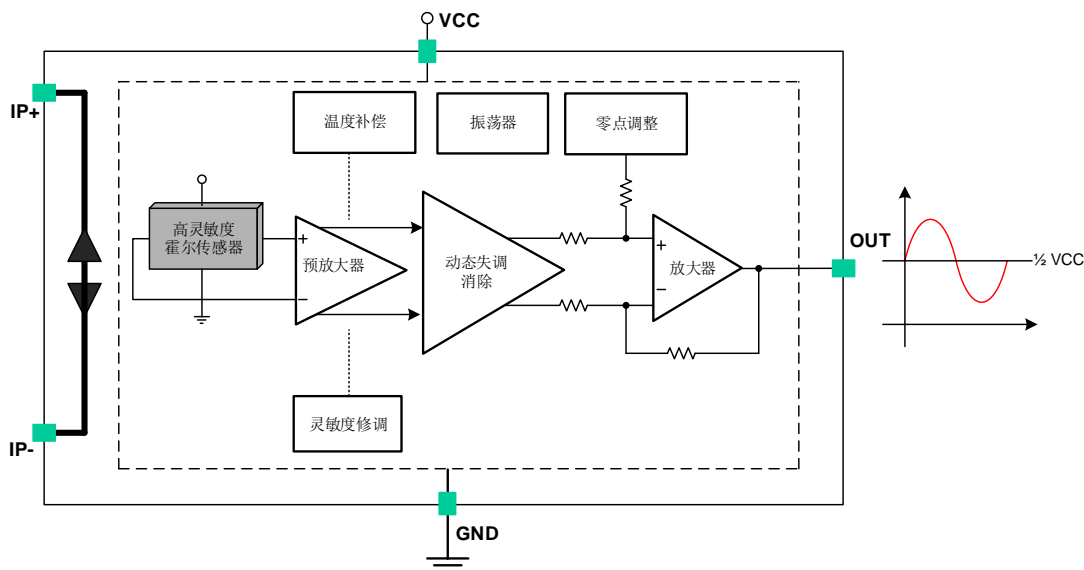 VCC
IP+
温度补偿
振荡器
零点调整
高灵敏度
霍尔传感器
+
预放大器
−
动态失调
消除
+
放大器
−
OUT
½ VCC
灵敏度修调
IP-
GND